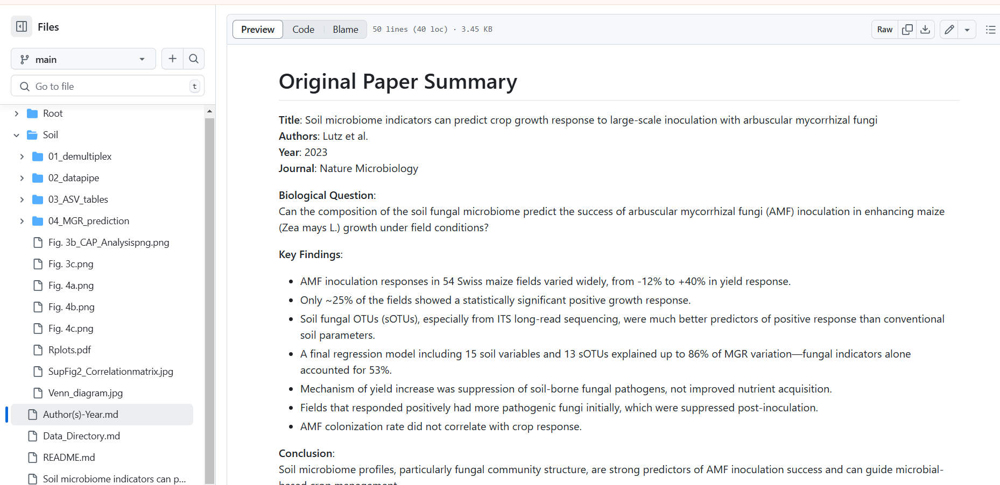 Files
main
Go to file
t
Root
Soil
01_demultiplex
02_datapipe
03_ASV_tables
04_MGR_prediction
Fig. 3b_CAP_Analysispng.png
Fig. 3c.png
Fig. 4a.png
Fig. 4b.png
Fig. 4c.png
Rplots.pdf
SupFig2_Correlationmatrix.jpg
Venn_diagram.jpg
Author(s)-Year.md
Data_Directory.md
README.md
Soil microbiome indicators can p...
Preview Code Blame 50 lines (40 loc) · 3.45 KB Raw
Original Paper Summary
Title: Soil microbiome indicators can predict crop growth response to large-scale inoculation with arbuscular mycorrhizal fungi
Authors: Lutz et al.
Year: 2023
Journal: Nature Microbiology
Biological Question:
Can the composition of the soil fungal microbiome predict the success of arbuscular mycorrhizal fungi (AMF) inoculation in enhancing maize
(Zea mays L.) growth under field conditions?
Key Findings:
• AMF inoculation responses in 54 Swiss maize fields varied widely, from -12% to +40% in yield response.
• Only ~25% of the fields showed a statistically significant positive growth response.
• Soil fungal OTUs (sOTUs), especially from ITS long-read sequencing, were much better predictors of positive response than conventional
soil parameters.
• A final regression model including 15 soil variables and 13 sOTUs explained up to 86% of MGR variation—fungal indicators alone
accounted for 53%.
• Mechanism of yield increase was suppression of soil-borne fungal pathogens, not improved nutrient acquisition.
• Fields that responded positively had more pathogenic fungi initially, which were suppressed post-inoculation.
• AMF colonization rate did not correlate with crop response.
Conclusion:
Soil microbiome profiles, particularly fungal community structure, are strong predictors of AMF inoculation success and can guide microbial-
based crop management.